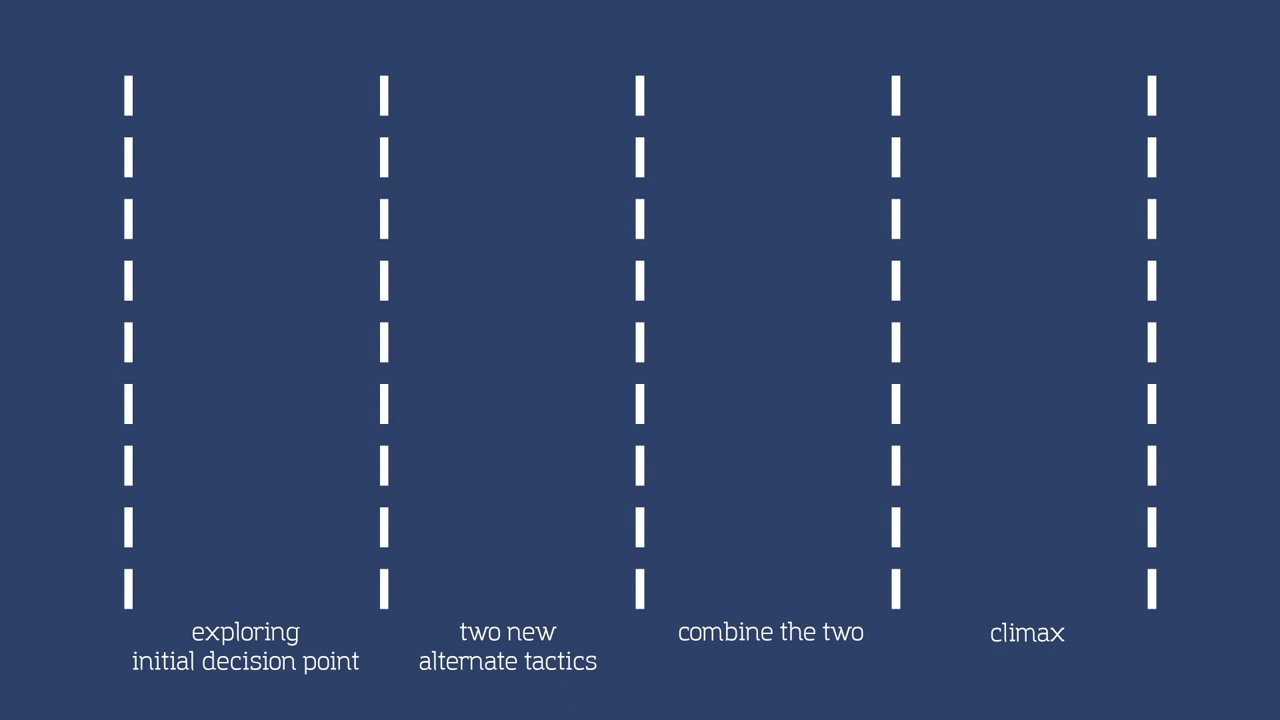 exploring
initial decision point
two new
alternate tactics
combine the two
climax